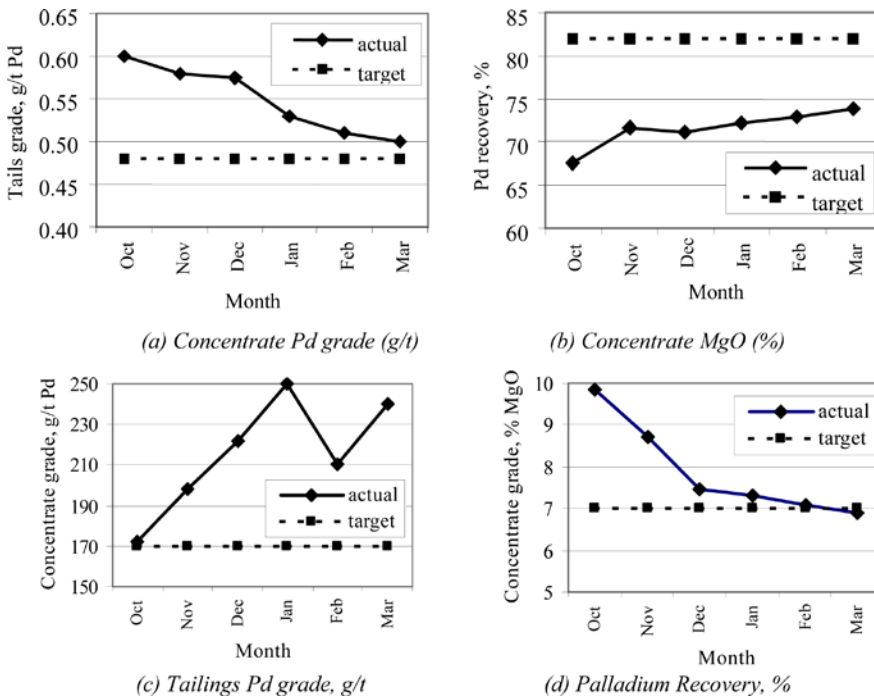 Tails grade, g/t Pd
0.60
0.55
0.50
0.45
0.40
actual
target
Oct
Nov
Dec
Jan
Feb
Mar
Month
(a) Concentrate Pd grade (g/t)
Pd recovery, %
85
80
75
70
65
60
actual
target
Oct
Nov
Dec
Jan
Feb
Mar
Month
(b) Concentrate MgO (%)
Concentrate grade, g/t Pd
250
230
210
190
170
150
actual
target
Oct
Nov
Dec
Jan
Feb
Mar
Month
(c) Tailings Pd grade, g/t
Concentrate grade, % MgO
10
9
8
7
6
5
actual
target
Oct
Nov
Dec
Jan
Feb
Mar
Month
(d) Palladium Recovery, %